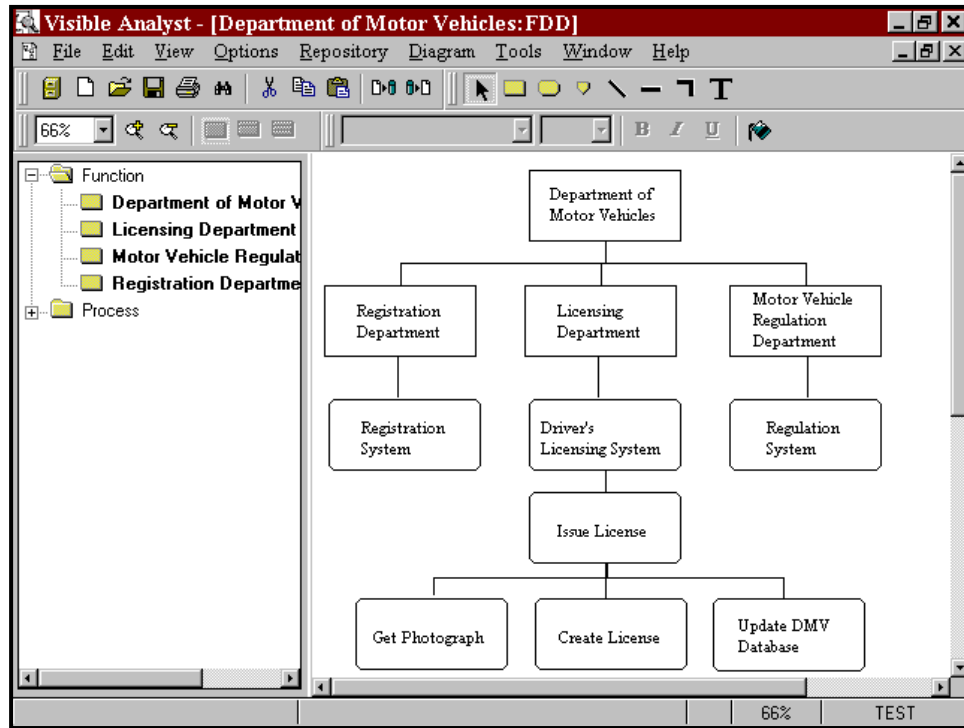 Visible Analyst - [Department of Motor Vehicles:FDD]
File Edit View Options Repository Diagram Tools Window Help
T
66% B I U
Function
Department of Motor V
Licensing Department
Motor Vehicle Regulat
Registration Departme
Process
Department of
Motor Vehicles
Registration
Department
Licensing
Department
Motor Vehicle
Regulation
Department
Registration
System
Driver's
Licensing System
Regulation
System
Issue License
Get Photograph
Create License
Update DMV
Database
66% TEST